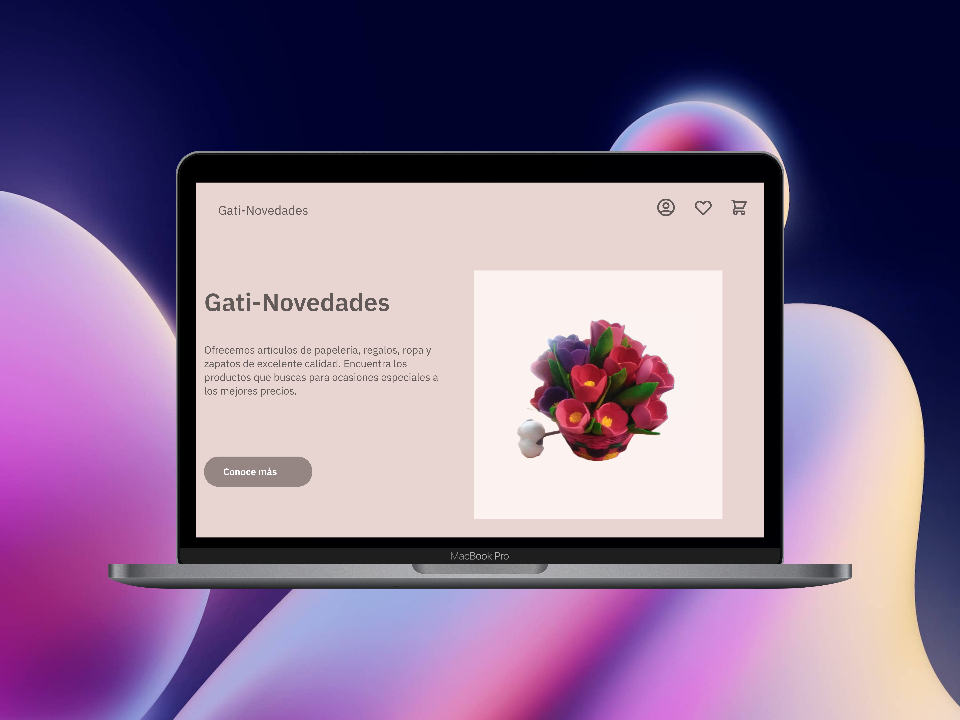 Gati-Novedades
Gati-Novedades
Ofrecemos artículos de papelería, regalos, ropa y
zapatos de excelente calidad. Encuentra los
productos que buscas para ocasiones especiales a
los mejores precios.
Conoce más
MacBook Pro